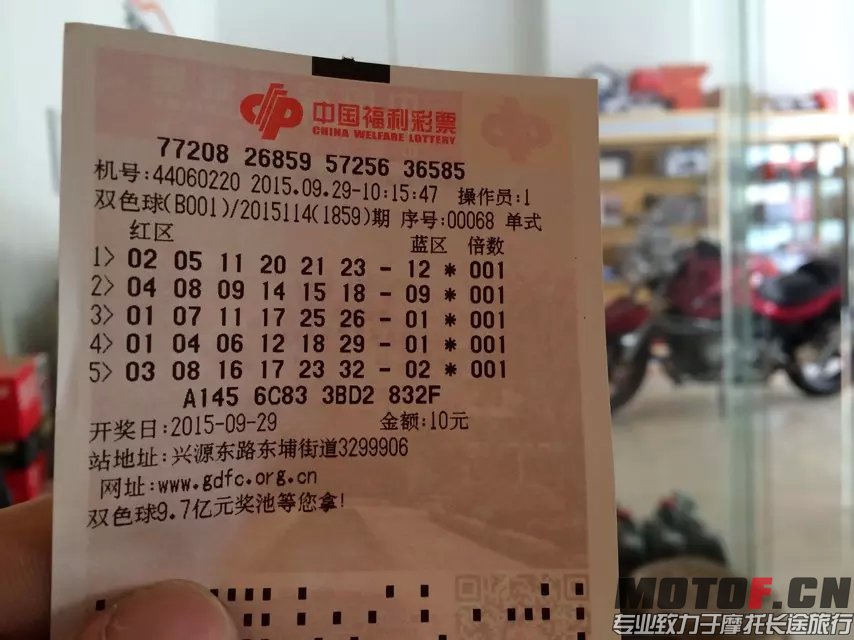 中国福利彩票
CHINA WELFARE LOTTERY
77208 26859 57256 36585
机号:44060220 2015.09.29-10:15:47 操作员:1
双色球(B001)/2015114(1859)期 序号:00068 单式
红区 蓝区 倍数
1> 02 05 11 20 21 23 - 12 * 001
2> 04 08 09 14 15 18 - 09 * 001
3> 01 07 11 17 25 26 - 01 * 001
4> 01 04 06 12 18 29 - 01 * 001
5> 03 08 16 17 23 32 - 02 * 001
A145 6C83 3BD2 832F
开奖日:2015-09-29 金额:10元
站地址:兴源东路东埔街道3299906
网址:www.gdfc.org.cn
双色球9.7亿元奖池等您拿!
MOTOF.CN
专业致力于摩托长途旅行